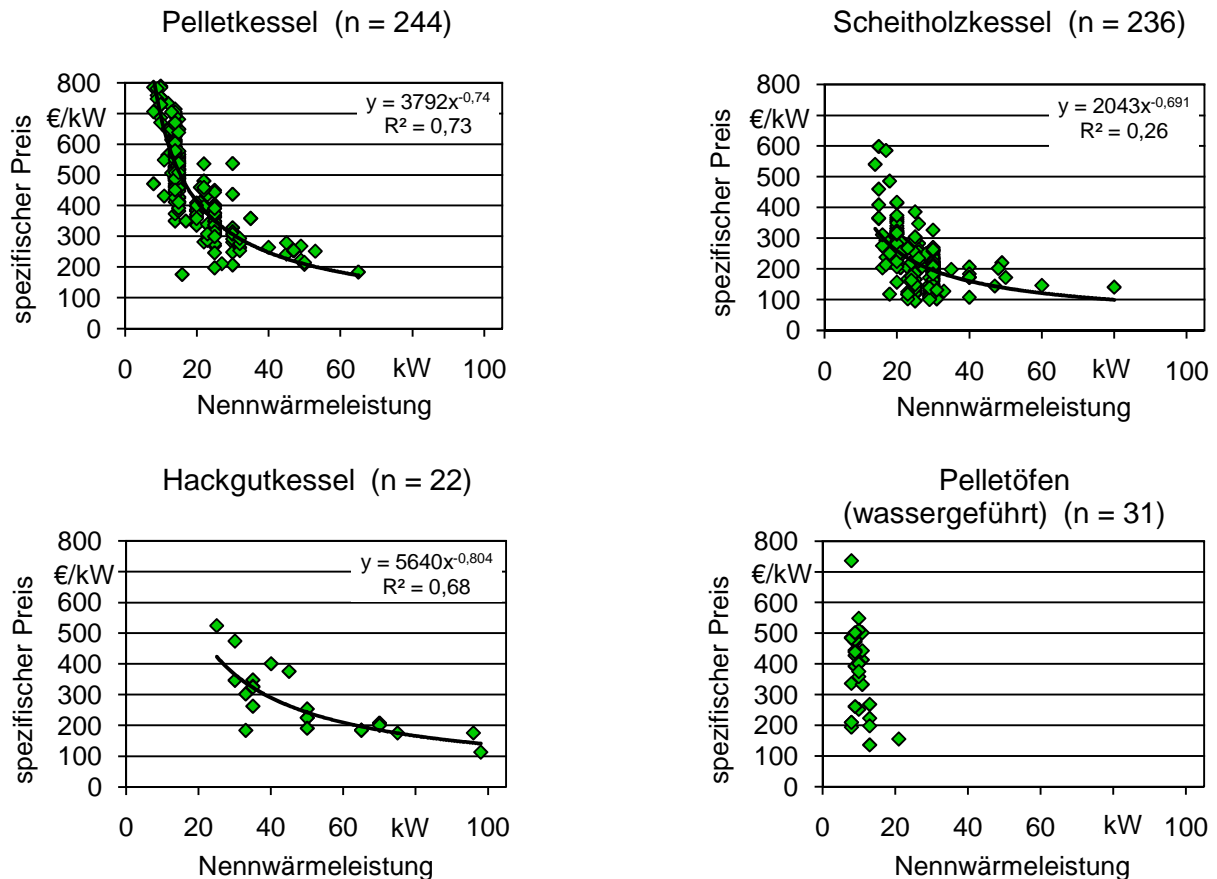 Pelletkessel (n = 244)
800
€/kW
600
500
400
300
200
100
0
spezifischer Preis
y = 3792x^-0,74
R² = 0,73
0 20 40 60 kW 100
Nennwärmeleistung
Scheitholzkessel (n = 236)
800
€/kW
600
500
400
300
200
100
0
spezifischer Preis
y = 2043x^-0,691
R² = 0,26
0 20 40 60 kW 100
Nennwärmeleistung
Hackgutkessel (n = 22)
800
€/kW
600
500
400
300
200
100
0
spezifischer Preis
y = 5640x^-0,804
R² = 0,68
0 20 40 60 kW 100
Nennwärmeleistung
Pelletöfen
(wassergeführt) (n = 31)
800
€/kW
600
500
400
300
200
100
0
spezifischer Preis
0 20 40 60 kW 100
Nennwärmeleistung